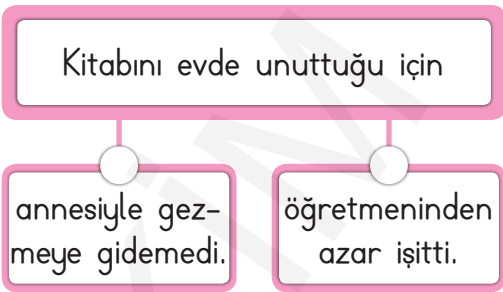 Kitabını evde unuttuğu için
annesiyle gez-
meye gidemedi.
öğretmeninden
azar işitti.